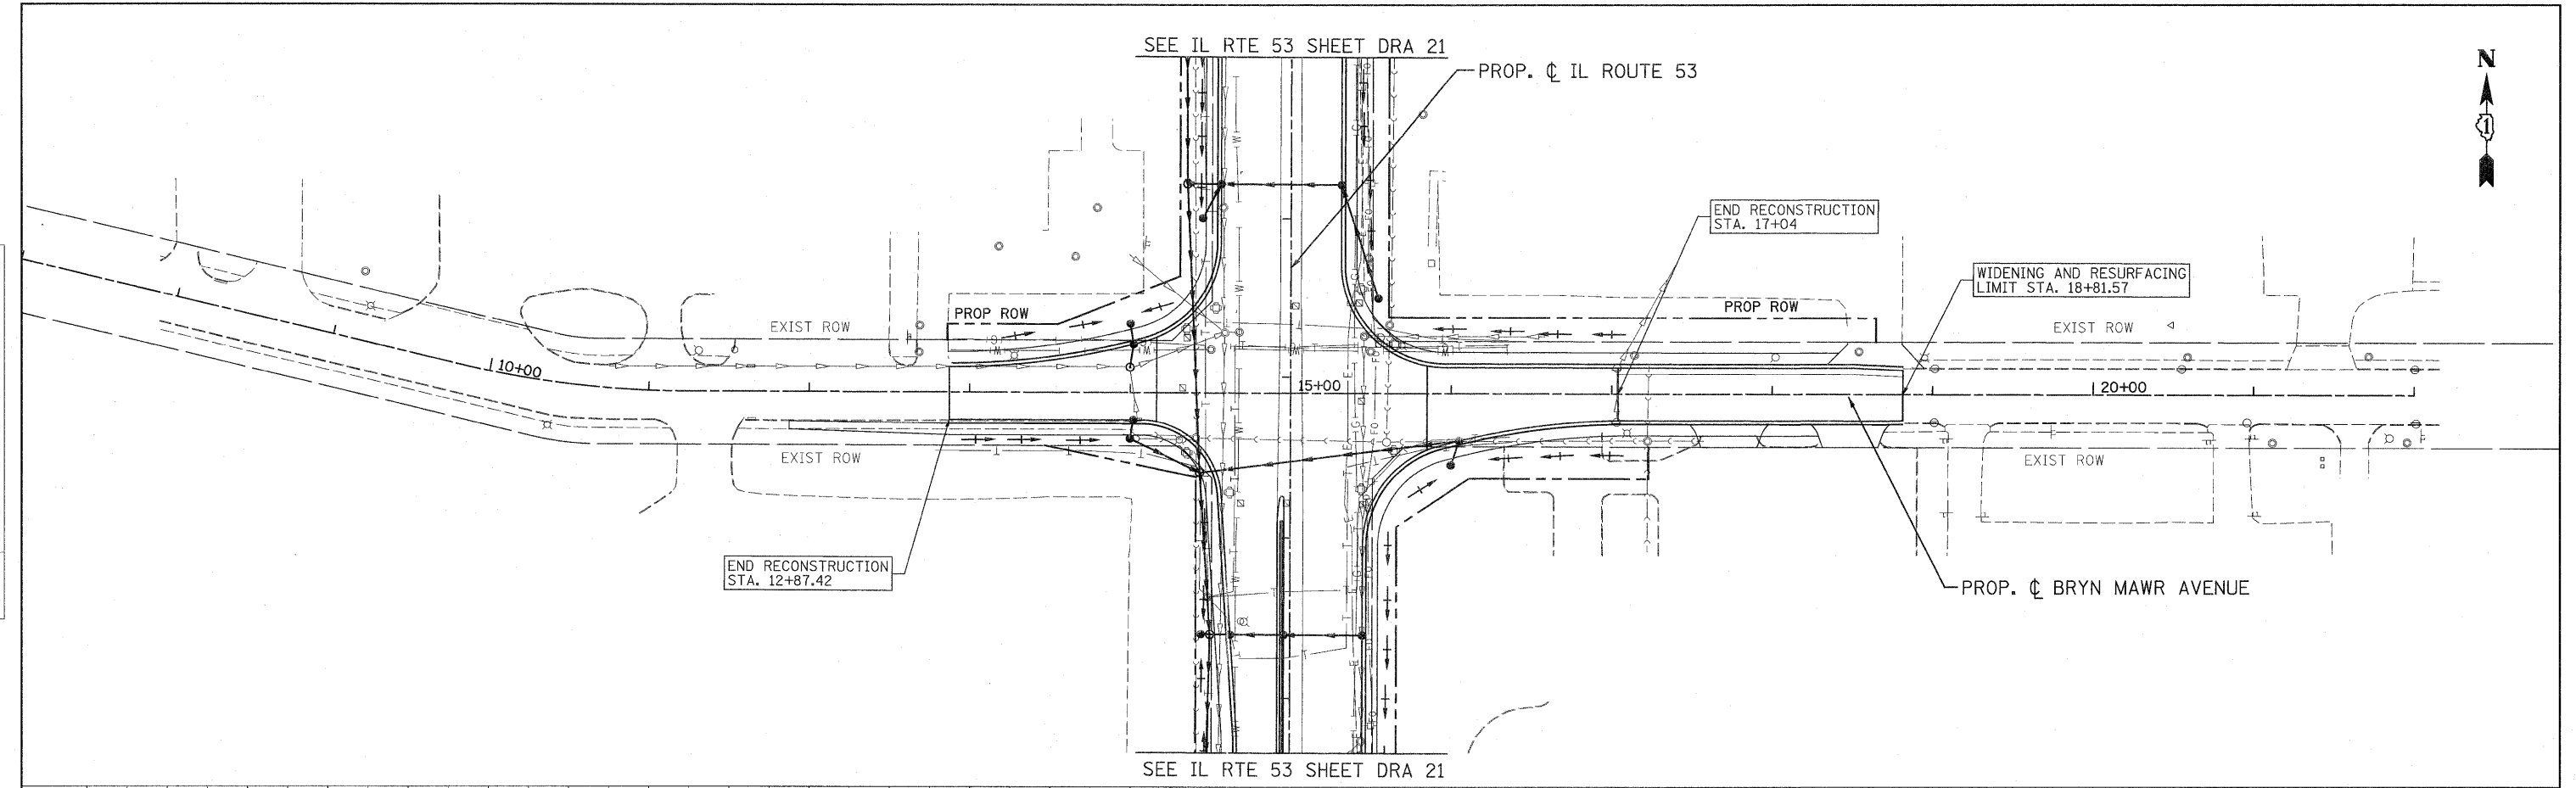 SEE IL RTE 53 SHEET DRA 21
PROP. ℄ IL ROUTE 53
N
1
END RECONSTRUCTION
STA. 17+04
WIDENING AND RESURFACING
LIMIT STA. 18+81.57
PROP ROW
PROP ROW
EXIST ROW
EXIST ROW
10+00
15+00
20+00
EXIST ROW
EXIST ROW
END RECONSTRUCTION
STA. 12+87.42
PROP. ℄ BRYN MAWR AVENUE
SEE IL RTE 53 SHEET DRA 21